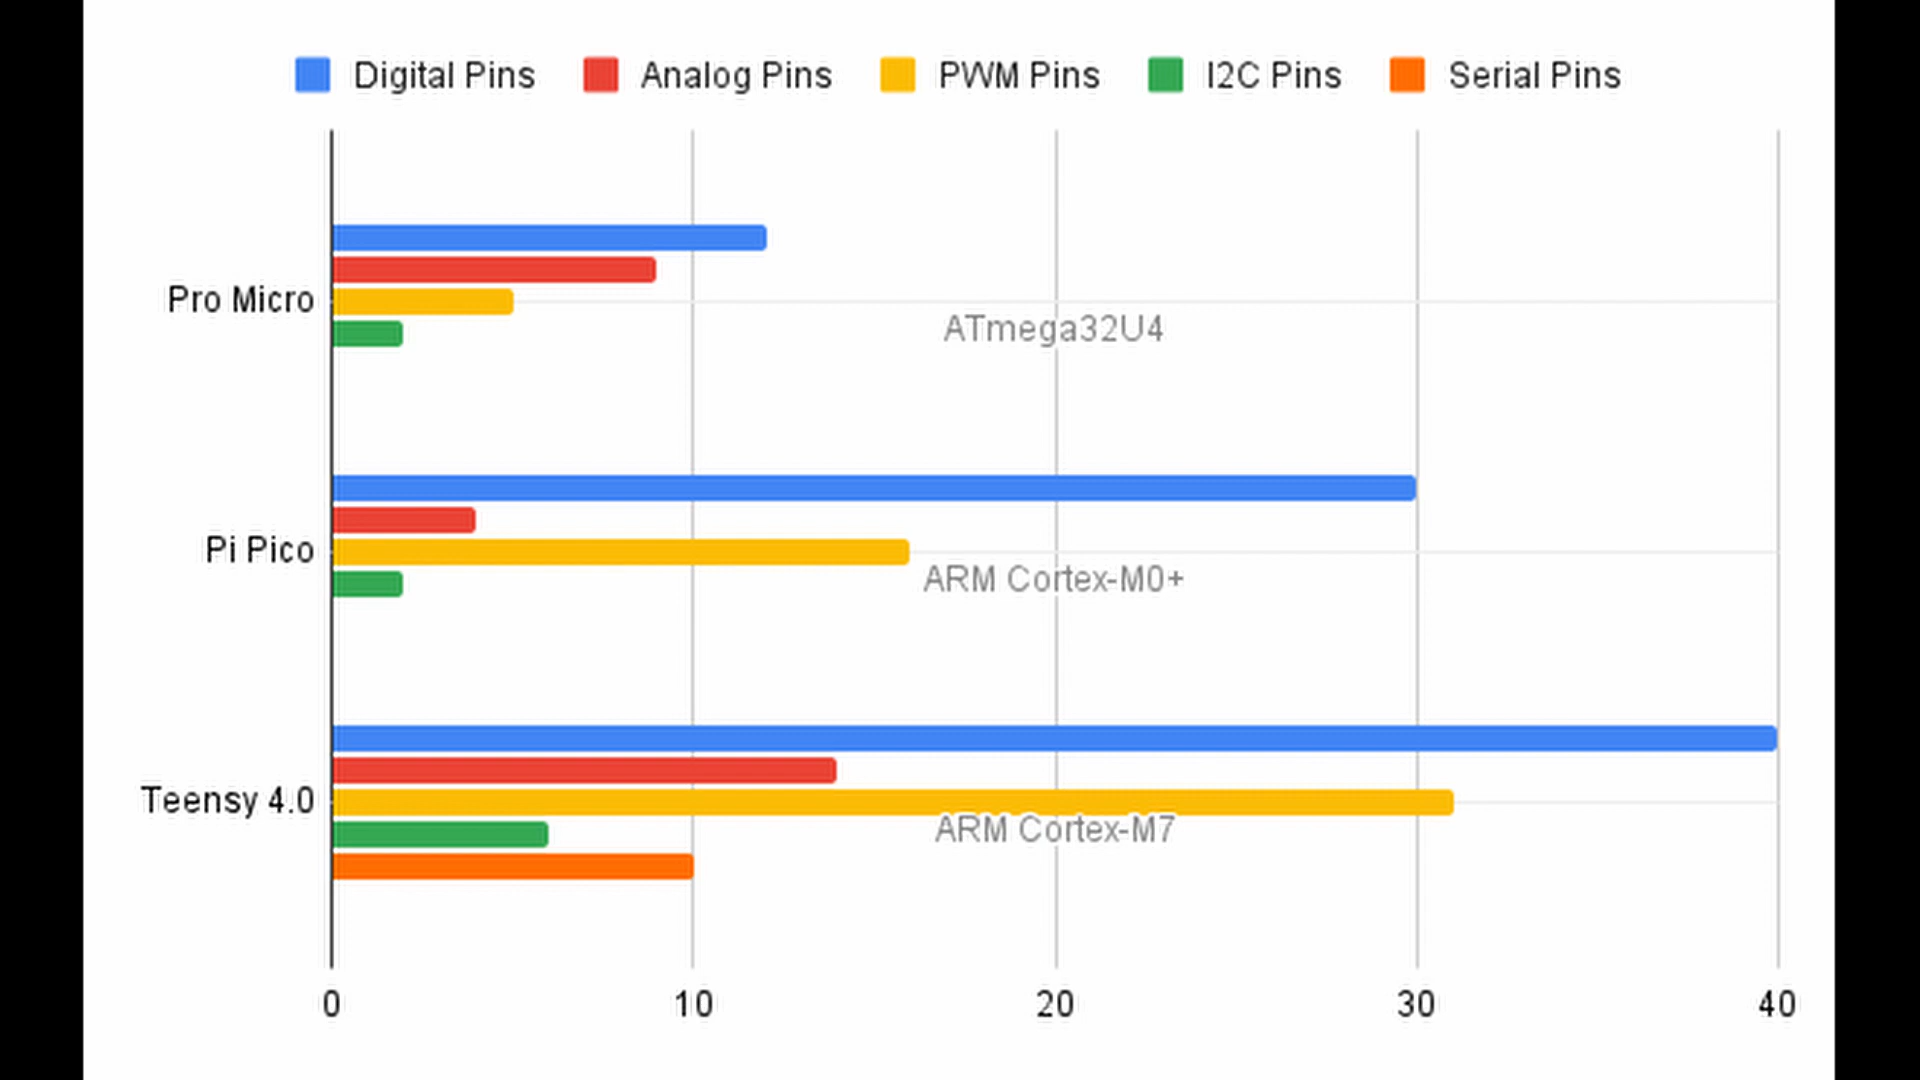 Digital Pins Analog Pins PWM Pins I2C Pins Serial Pins
Pro Micro
ATmega32U4
Pi Pico
ARM Cortex-M0+
Teensy 4.0
ARM Cortex-M7
0 10 20 30 40